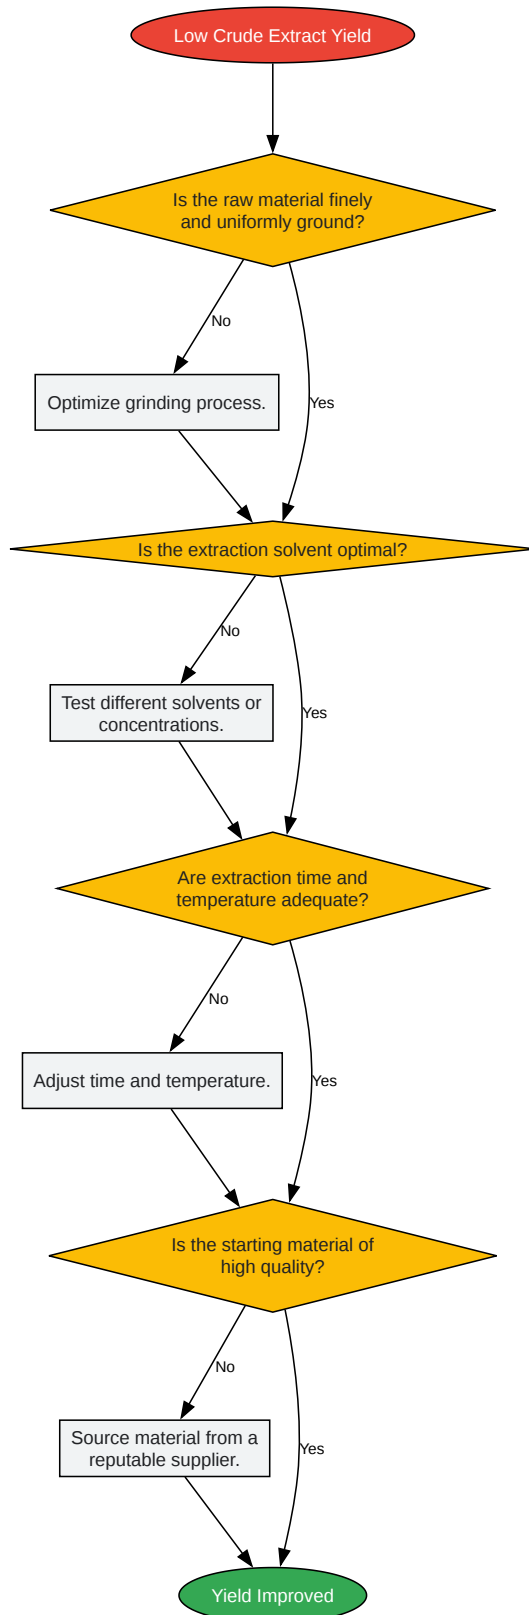 Low Crude Extract Yield
Is the raw material finely
and uniformly ground?
No
Optimize grinding process.
Yes
Is the extraction solvent optimal?
No
Test different solvents or
concentrations.
Yes
Are extraction time and
temperature adequate?
No
Adjust time and temperature.
Yes
Is the starting material of
high quality?
No
Source material from a
reputable supplier.
Yes
Yield Improved